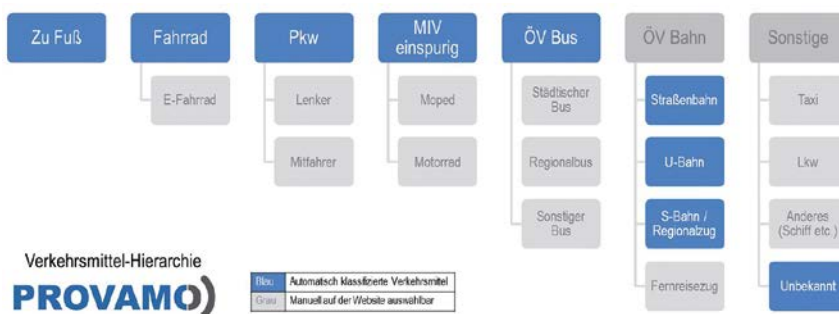 Zu Fuß
Fahrrad
Pkw
MIV
einspurig
ÖV Bus
ÖV Bahn
Sonstige
E-Fahrrad
Lenker
Moped
Städtischer
Bus
Straßenbahn
Taxi
Mitfahrer
Motorrad
Regionalbus
U-Bahn
Lkw
Sonstiger
Bus
S-Bahn /
Regionalzug
Anderes
(Schiff etc.)
Fernreisezug
Unbekannt
Verkehrsmittel-Hierarchie
PROVAMO
Blau Automatisch klassifizierte Verkehrsmittel
Grau Manuell auf der Website auswählbar